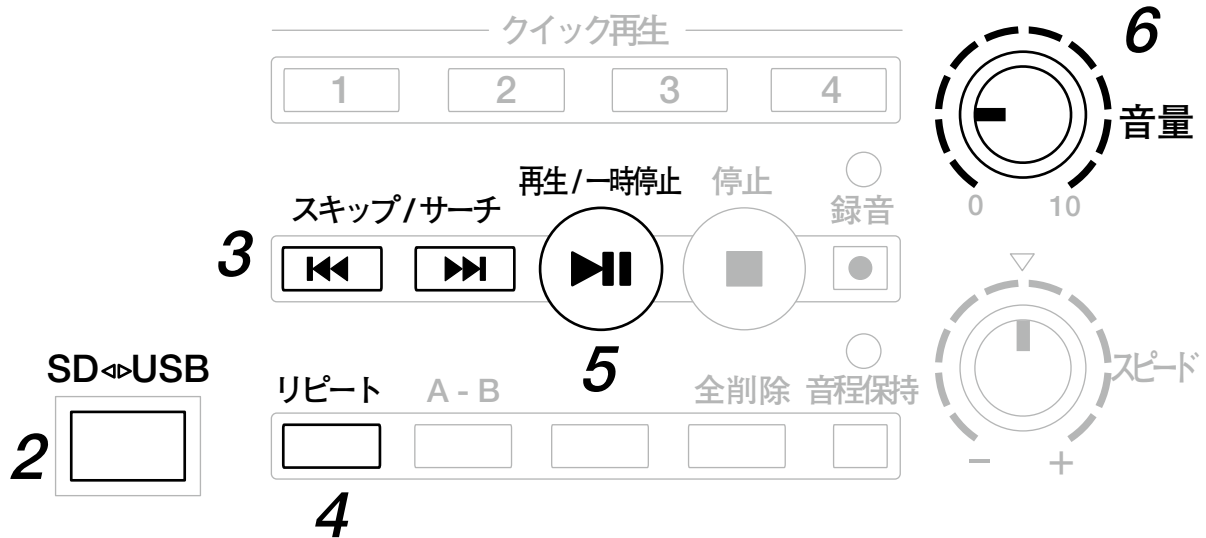 クイック再生
6
1 2 3 4
音量
再生/一時停止 停止
スキップ/サーチ
録音
0 10
3
SD◁▷USB
5
リピート A - B 全削除 音程保持
スピード
2
− +
4